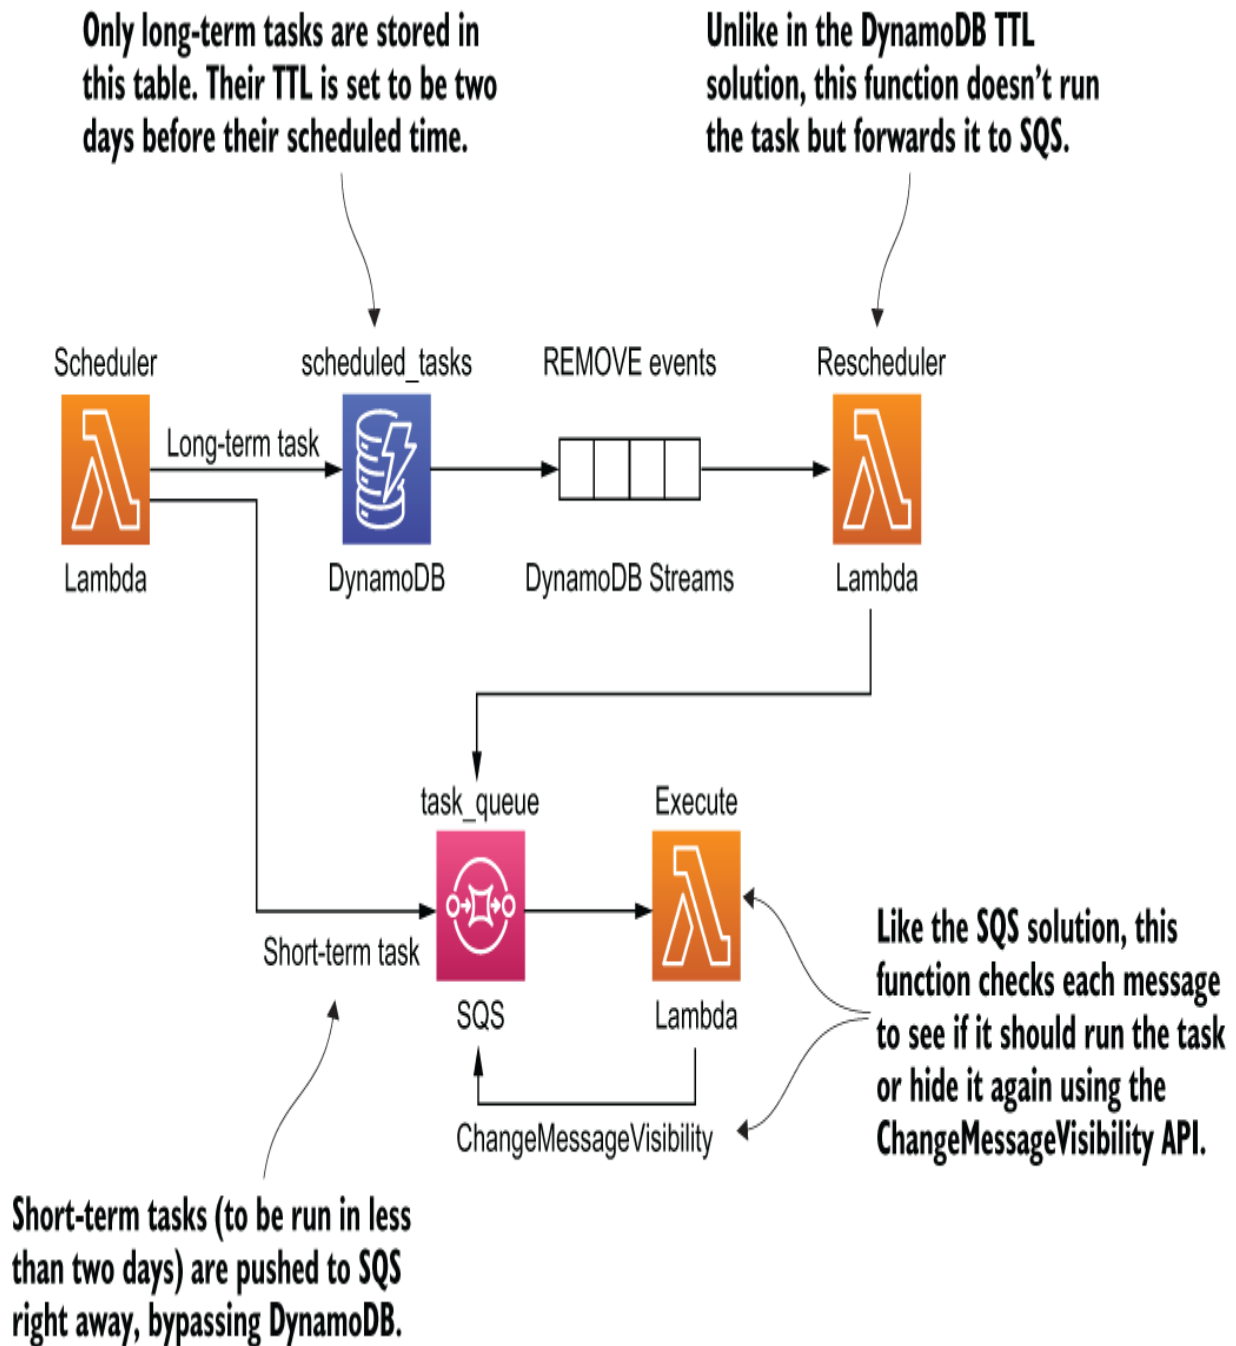 Only long-term tasks are stored in
this table. Their TTL is set to be two
days before their scheduled time.
Unlike in the DynamoDB TTL
solution, this function doesn't run
the task but forwards it to SQS.
Scheduler
scheduled_tasks
REMOVE events
Rescheduler
Long-term task
Lambda
DynamoDB
DynamoDB Streams
Lambda
task_queue
Execute
Short-term task
SQS
Lambda
ChangeMessageVisibility
Like the SQS solution, this
function checks each message
to see if it should run the task
or hide it again using the
ChangeMessageVisibility API.
Short-term tasks (to be run in less
than two days) are pushed to SQS
right away, bypassing DynamoDB.